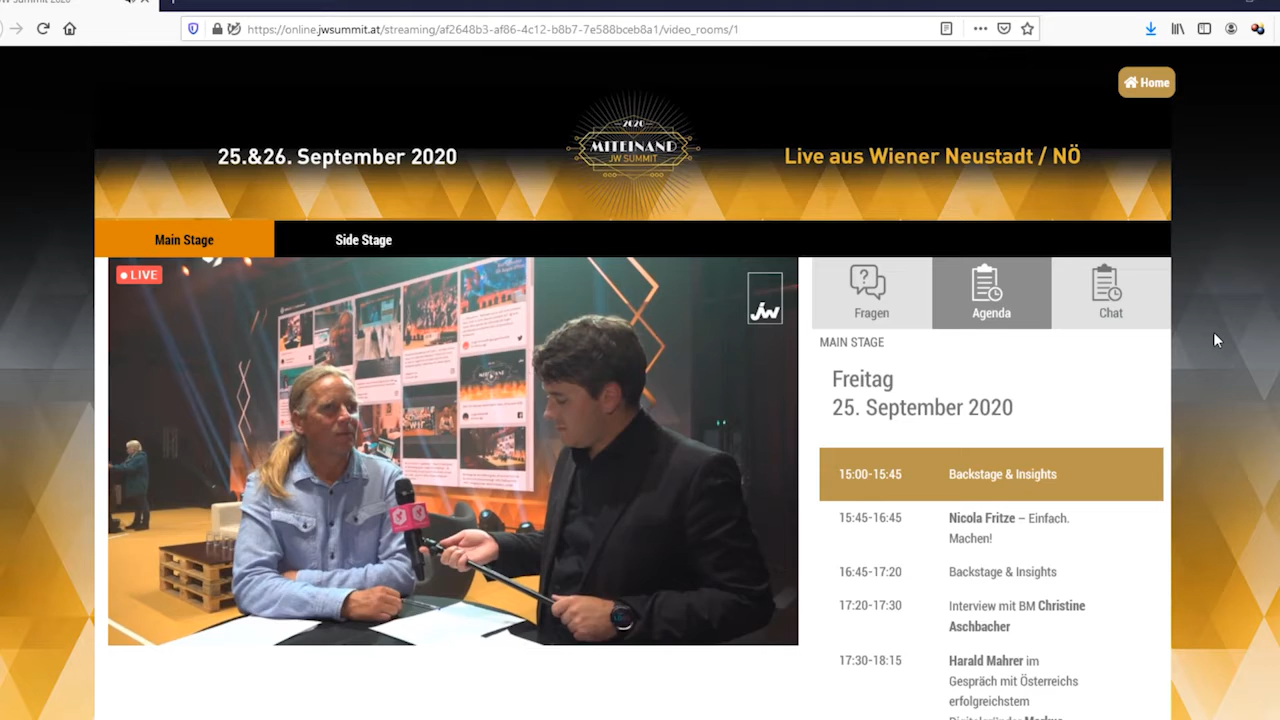 https://online.jwsummit.at/streaming/af2648b3-af86-4c12-b8b7-7e588bceb8a1/video_rooms/1
Home
25.&26. September 2020
2020
MITEINAND
JW SUMMIT
Live aus Wiener Neustadt / NÖ
Main Stage
Side Stage
LIVE
jw
Fragen
Agenda
Chat
MAIN STAGE
Freitag
25. September 2020
15:00-15:45 Backstage & Insights
15:45-16:45 Nicola Fritze – Einfach.
Machen!
16:45-17:20 Backstage & Insights
17:20-17:30 Interview mit BM Christine
Aschbacher
17:30-18:15 Harald Mahrer im
Gespräch mit Österreichs
erfolgreichstem
Digitalgründer Markus